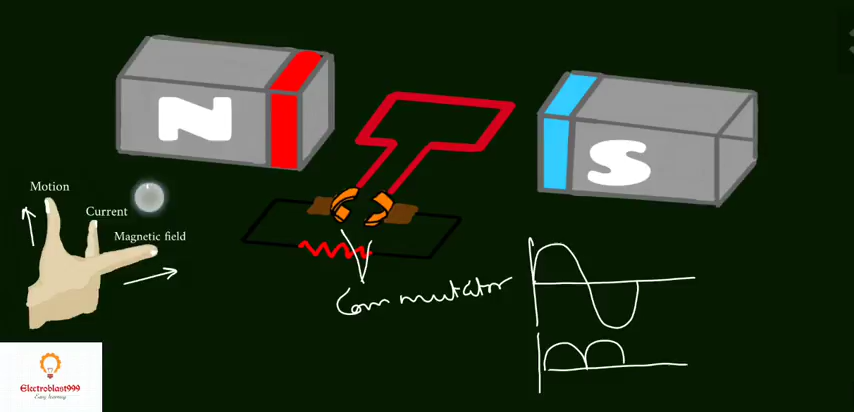 N
S
Motion
Current
Magnetic field
Commutator
Electroblast999
Easy learning